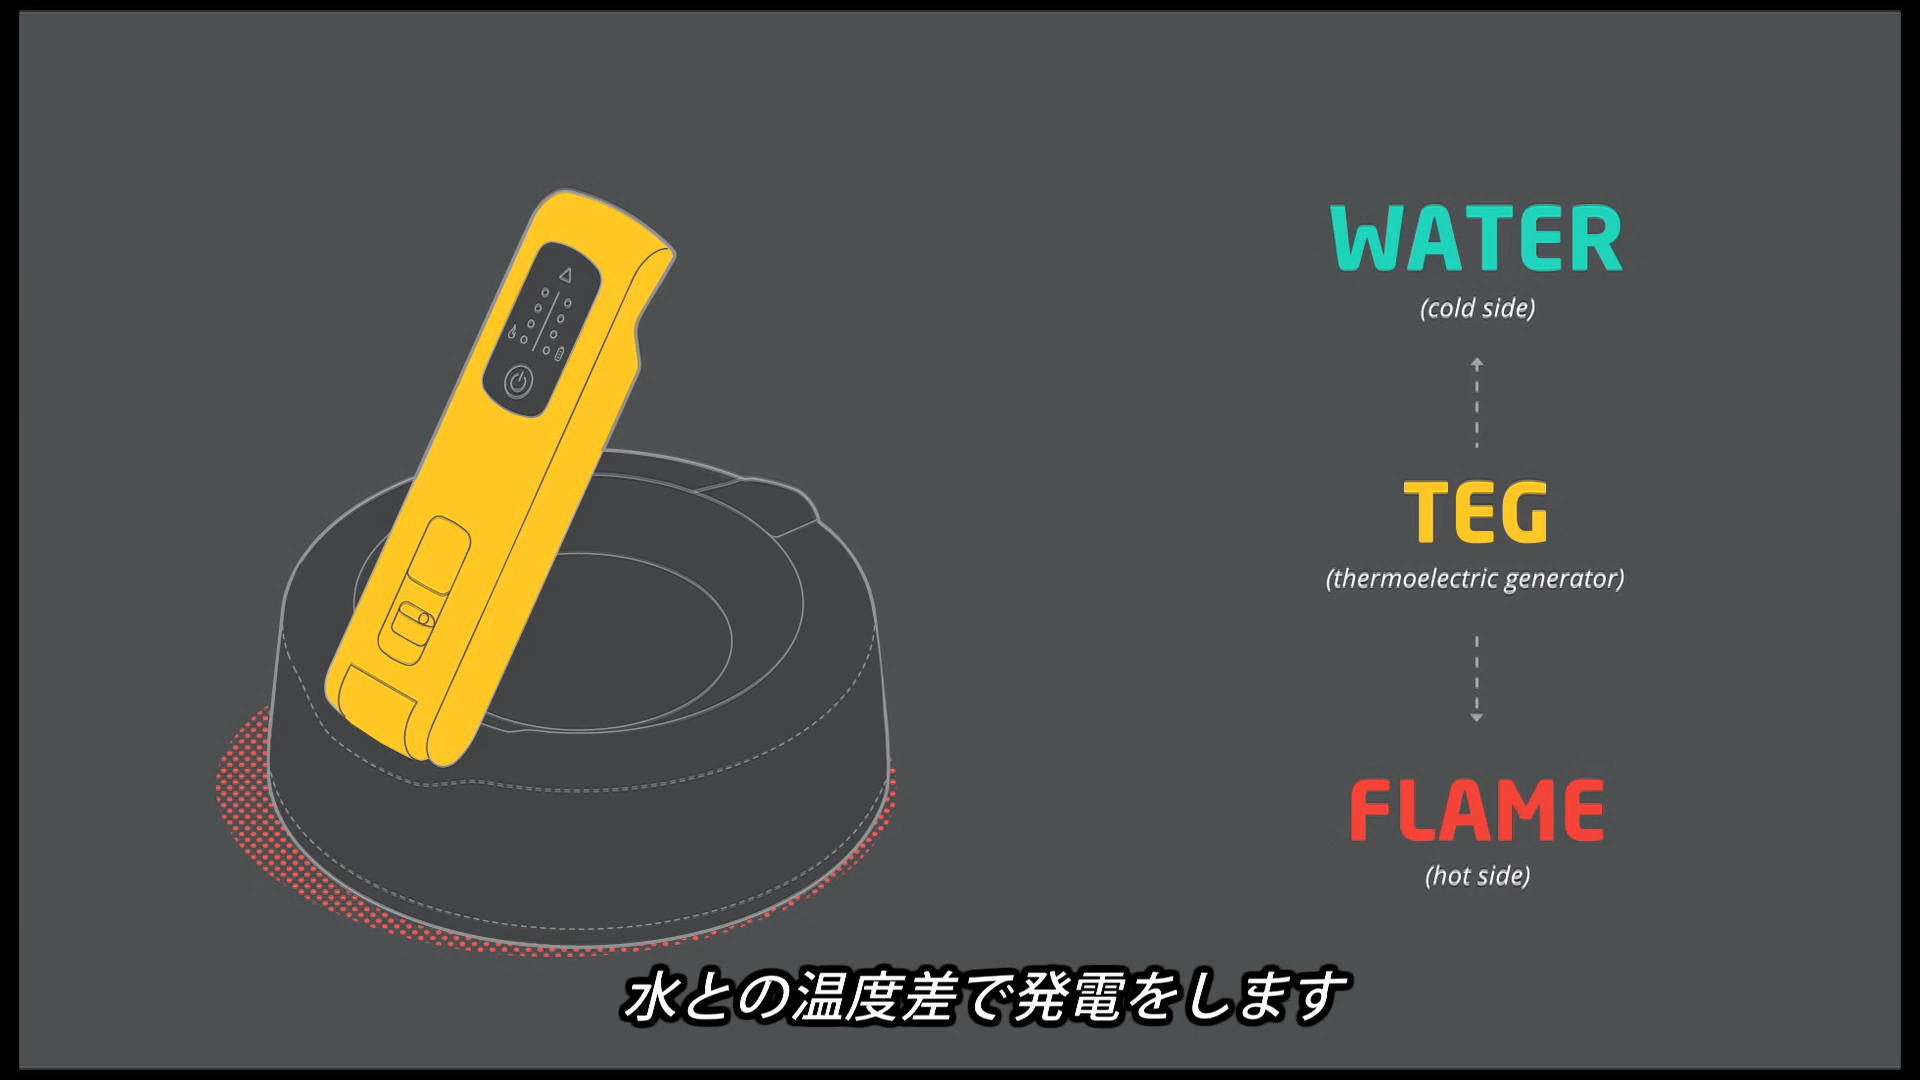 WATER
(cold side)
TEG
(thermoelectric generator)
FLAME
(hot side)
水との温度差で発電をします